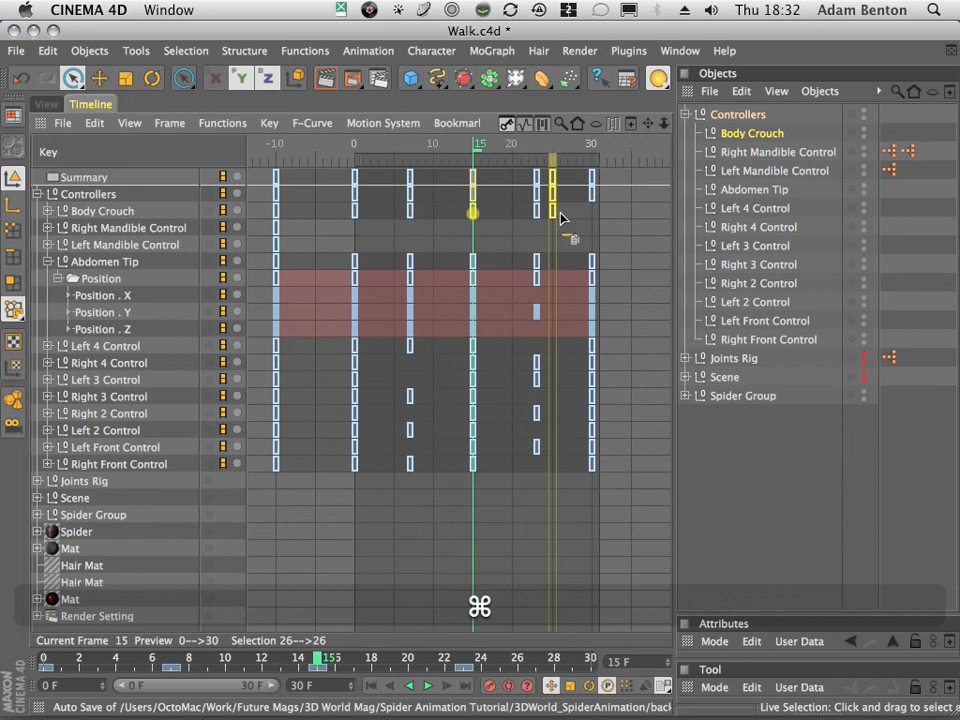 CINEMA 4D Window Thu 18:32 Adam Benton
Walk.c4d *
File Edit Objects Tools Selection Structure Functions Animation Character MoGraph Hair Render Plugins Window Help
X Y Z
View Timeline
File Edit View Frame Functions Key F-Curve Motion System Bookmarl
Key
-10 0 10 15 20 30
Summary
Controllers
Body Crouch
Right Mandible Control
Left Mandible Control
Abdomen Tip
Position
Position . X
Position . Y
Position . Z
Left 4 Control
Right 4 Control
Left 3 Control
Right 3 Control
Right 2 Control
Left 2 Control
Left Front Control
Right Front Control
Joints Rig
Scene
Spider Group
Spider
Mat
Hair Mat
Hair Mat
Mat
Render Setting
⌘
Current Frame 15 Preview 0-->30 Selection 26-->26
0 2 4 6 8 10 12 14 15 18 20 22 24 26 28 30 15 F
0 F 0 F 30 F 30 F
Auto Save of /Users/OctoMac/Work/Future Mags/3D World Mag/Spider Animation Tutorial/3DWorld_SpiderAnimation/back
Objects
File Edit View Objects
Controllers
Body Crouch
Right Mandible Control
Left Mandible Control
Abdomen Tip
Left 4 Control
Right 4 Control
Left 3 Control
Right 3 Control
Right 2 Control
Left 2 Control
Left Front Control
Right Front Control
Joints Rig
Scene
Spider Group
Attributes
Mode Edit User Data
Tool
Mode Edit User Data
MAXON
CINEMA 4D